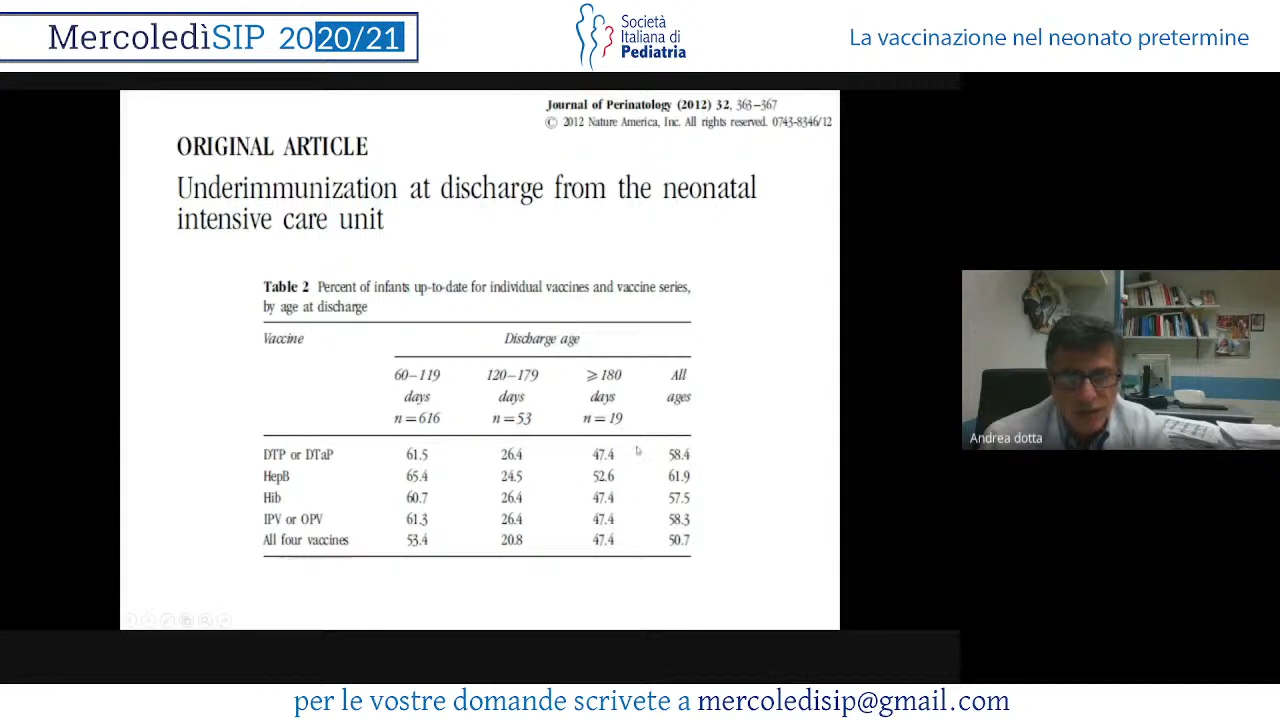 MercoledìSIP 2020/21
Società
Italiana di
Pediatria
La vaccinazione nel neonato pretermine
Journal of Perinatology (2012) 32, 363–367
© 2012 Nature America, Inc. All rights reserved. 0743-8346/12
ORIGINAL ARTICLE
Underimmunization at discharge from the neonatal
intensive care unit
Table 2 Percent of infants up-to-date for individual vaccines and vaccine series,
by age at discharge
Vaccine Discharge age
60–119 120–179 ⩾180 All
days days days ages
n=616 n=53 n=19
DTP or DTaP 61.5 26.4 47.4 58.4
HepB 65.4 24.5 52.6 61.9
Hib 60.7 26.4 47.4 57.5
IPV or OPV 61.3 26.4 47.4 58.3
All four vaccines 53.4 20.8 47.4 50.7
Andrea dotta
per le vostre domande scrivete a mercoledisip@gmail.com